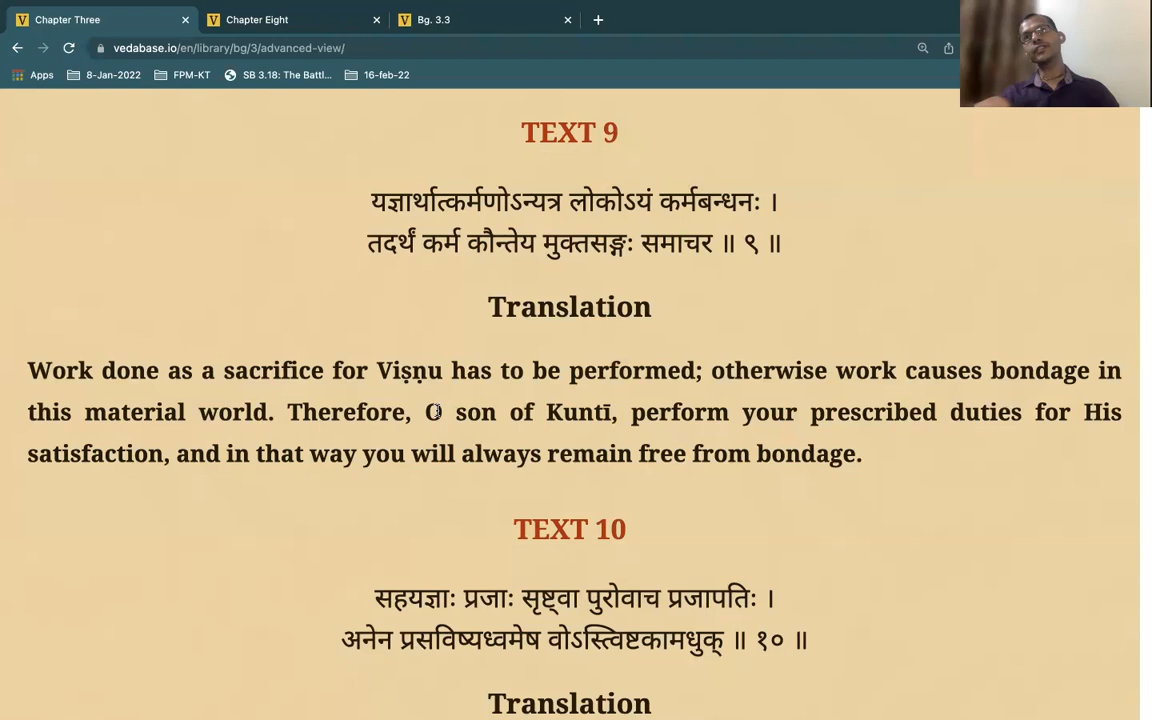 Chapter Three
Chapter Eight
Bg. 3.3
vedabase.io/en/library/bg/3/advanced-view/
Apps
8-Jan-2022
FPM-KT
SB 3.18: The Battl...
16-feb-22
TEXT 9
यज्ञार्थात्कर्मणोऽन्यत्र लोकोऽयं कर्मबन्धनः ।
तदर्थं कर्म कौन्तेय मुक्तसङ्गः समाचर ॥ ९ ॥
Translation
Work done as a sacrifice for Viṣṇu has to be performed; otherwise work causes bondage in
this material world. Therefore, O son of Kuntī, perform your prescribed duties for His
satisfaction, and in that way you will always remain free from bondage.
TEXT 10
सहयज्ञाः प्रजाः सृष्ट्वा पुरोवाच प्रजापतिः ।
अनेन प्रसविष्यध्वमेष वोऽस्त्विष्टकामधुक् ॥ १० ॥
Translation